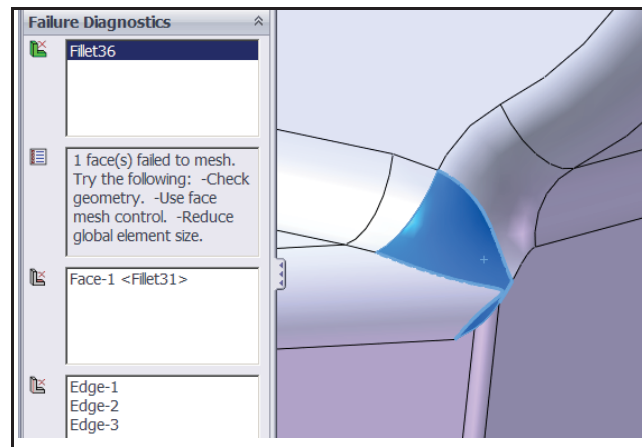 Failure Diagnostics
Fillet36
1 face(s) failed to mesh.
Try the following: -Check
geometry. -Use face
mesh control. -Reduce
global element size.
Face-1 <Fillet31>
Edge-1
Edge-2
Edge-3